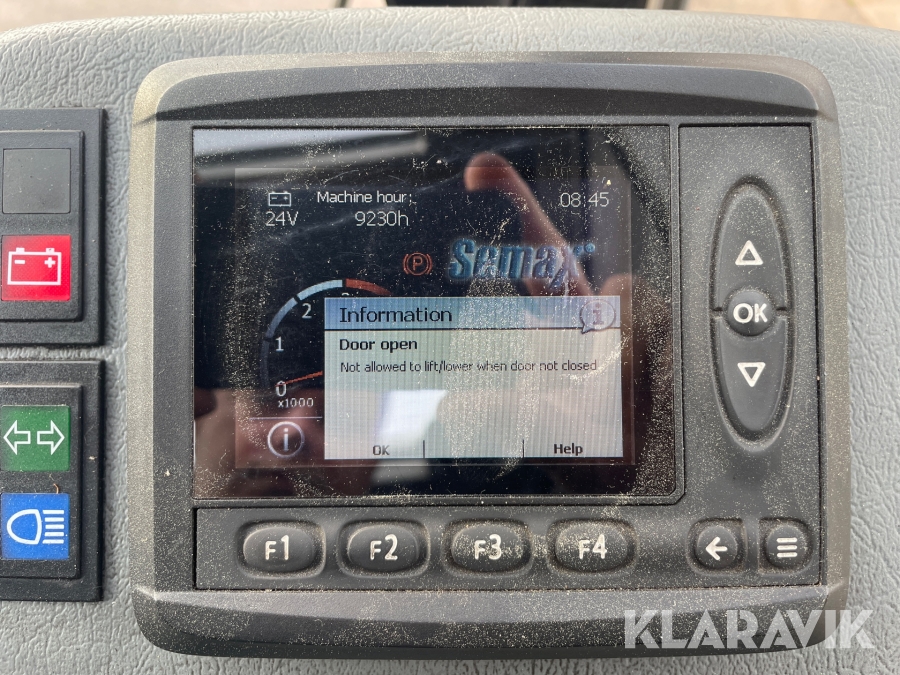 Machine hour:
08:45
24V
9230h
P
Semax
2
Information
i
Door open
1
Not allowed to lift/lower when door not closed
0
x1000
i
OK
Help
OK
F1
F2
F3
F4
KLARAVIK